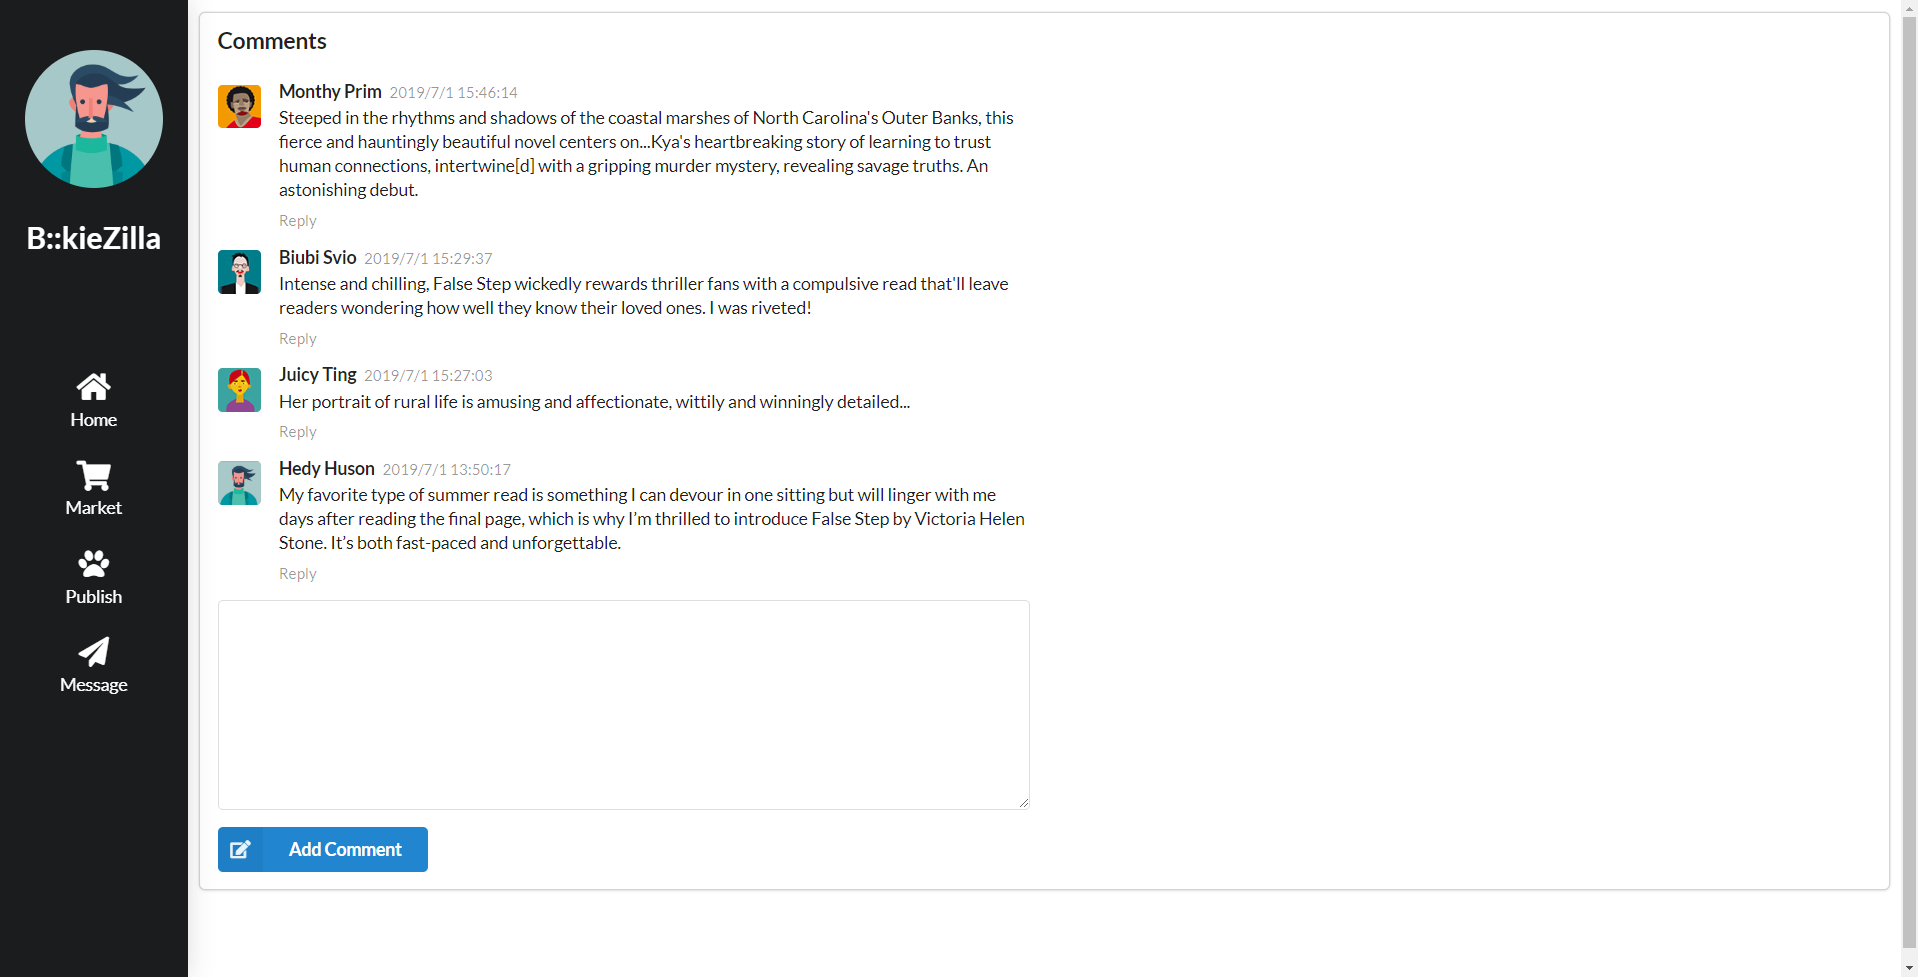 B::kieZilla
Home
Market
Publish
Message
Comments
Monthy Prim 2019/7/1 15:46:14
Steeped in the rhythms and shadows of the coastal marshes of North Carolina's Outer Banks, this
fierce and hauntingly beautiful novel centers on...Kya's heartbreaking story of learning to trust
human connections, intertwine[d] with a gripping murder mystery, revealing savage truths. An
astonishing debut.
Reply
Biubi Svio 2019/7/1 15:29:37
Intense and chilling, False Step wickedly rewards thriller fans with a compulsive read that'll leave
readers wondering how well they know their loved ones. I was riveted!
Reply
Juicy Ting 2019/7/1 15:27:03
Her portrait of rural life is amusing and affectionate, wittily and winningly detailed...
Reply
Hedy Huson 2019/7/1 13:50:17
My favorite type of summer read is something I can devour in one sitting but will linger with me
days after reading the final page, which is why I’m thrilled to introduce False Step by Victoria Helen
Stone. It’s both fast-paced and unforgettable.
Reply
Add Comment